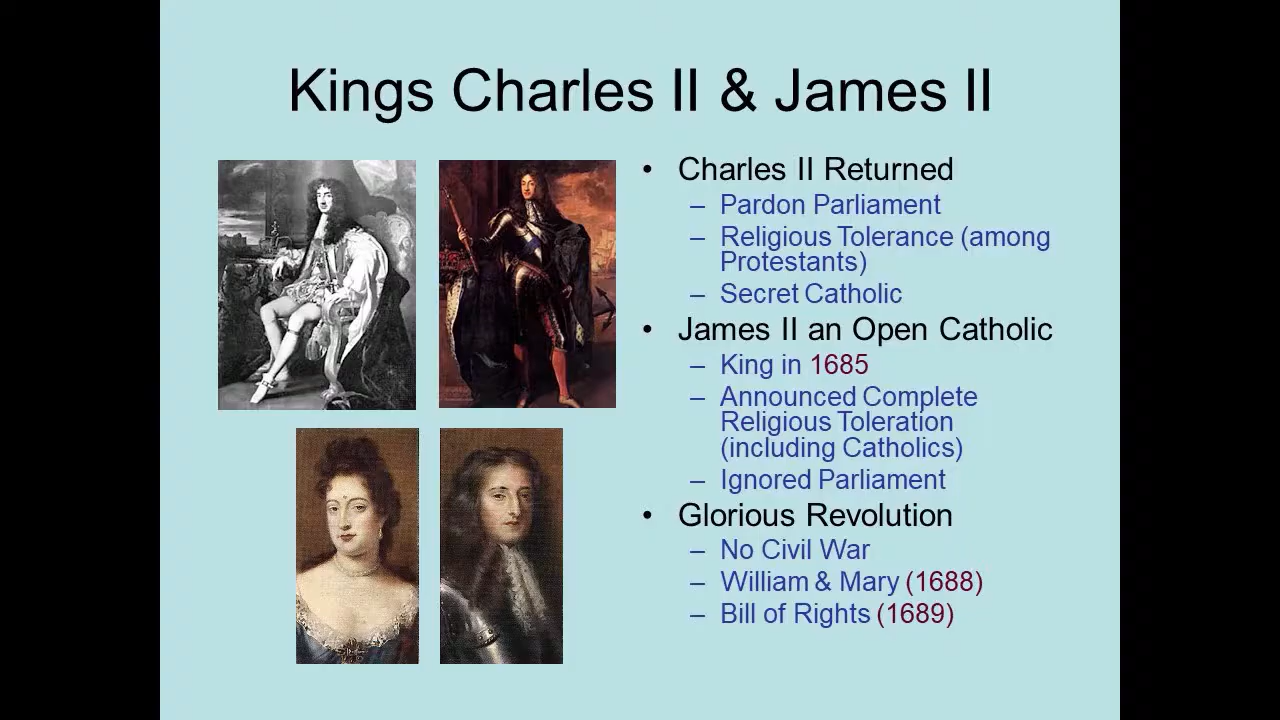 Kings Charles II & James II
• Charles II Returned
– Pardon Parliament
– Religious Tolerance (among
Protestants)
– Secret Catholic
• James II an Open Catholic
– King in 1685
– Announced Complete
Religious Toleration
(including Catholics)
– Ignored Parliament
• Glorious Revolution
– No Civil War
– William & Mary (1688)
– Bill of Rights (1689)